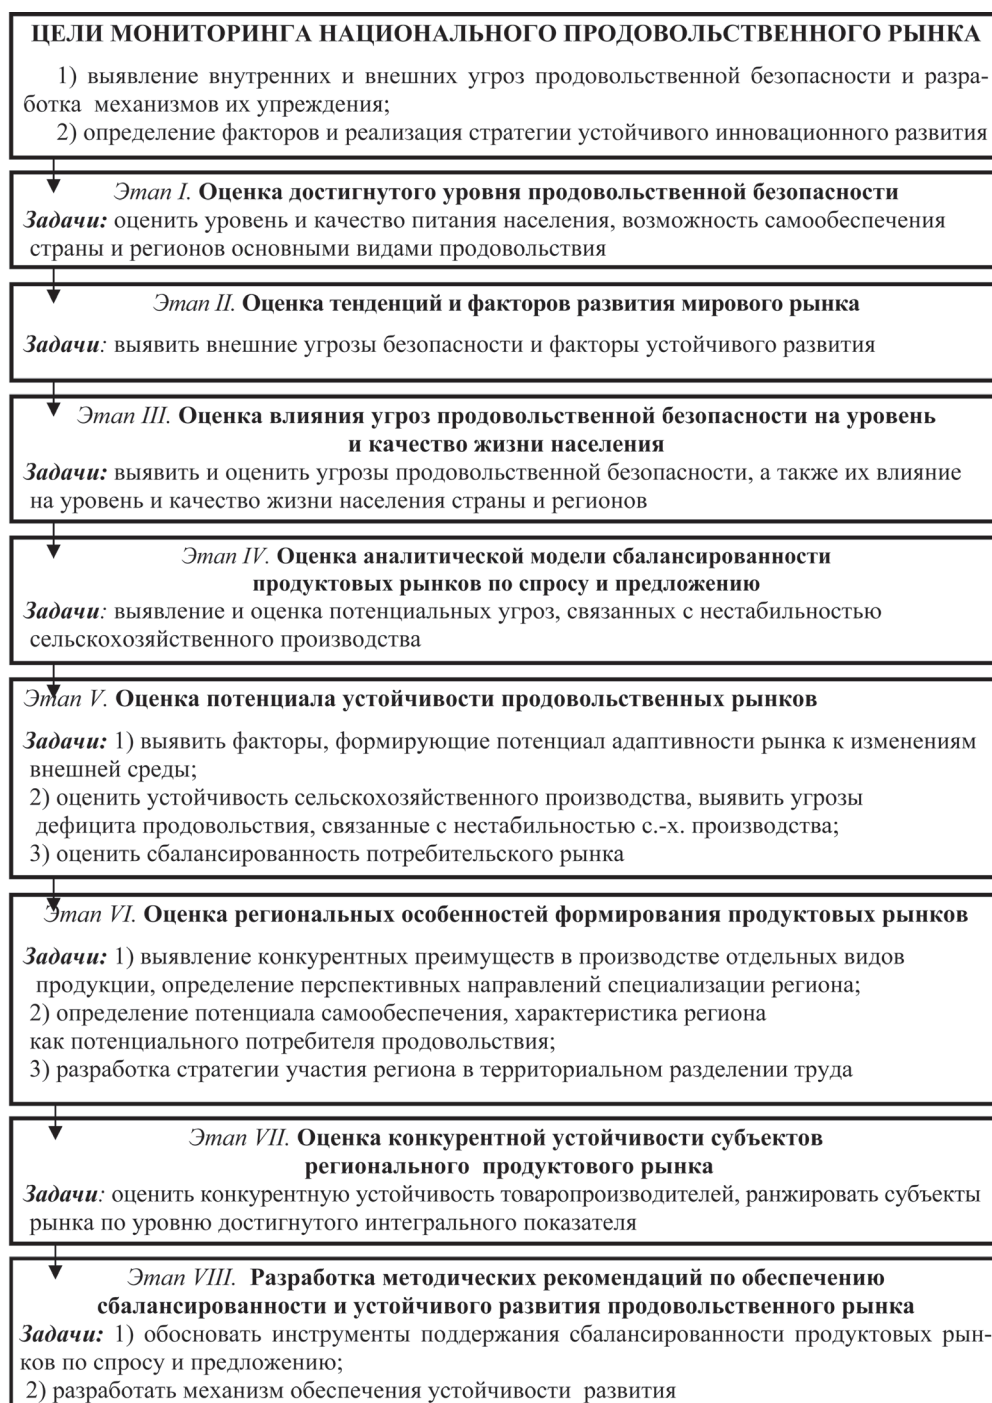 ЦЕЛИ МОНИТОРИНГА НАЦИОНАЛЬНОГО ПРОДОВОЛЬСТВЕННОГО РЫНКА
1) выявление внутренних и внешних угроз продовольственной безопасности и разра-
ботка механизмов их упреждения;
2) определение факторов и реализация стратегии устойчивого инновационного развития
Этап I. Оценка достигнутого уровня продовольственной безопасности
Задачи: оценить уровень и качество питания населения, возможность самообеспечения
страны и регионов основными видами продовольствия
Этап II. Оценка тенденций и факторов развития мирового рынка
Задачи: выявить внешние угрозы безопасности и факторы устойчивого развития
Этап III. Оценка влияния угроз продовольственной безопасности на уровень
и качество жизни населения
Задачи: выявить и оценить угрозы продовольственной безопасности, а также их влияние
на уровень и качество жизни населения страны и регионов
Этап IV. Оценка аналитической модели сбалансированности
продуктовых рынков по спросу и предложению
Задачи: выявление и оценка потенциальных угроз, связанных с нестабильностью
сельскохозяйственного производства
Этап V. Оценка потенциала устойчивости продовольственных рынков
Задачи: 1) выявить факторы, формирующие потенциал адаптивности рынка к изменениям
внешней среды;
2) оценить устойчивость сельскохозяйственного производства, выявить угрозы
дефицита продовольствия, связанные с нестабильностью с.-х. производства;
3) оценить сбалансированность потребительского рынка
Этап VI. Оценка региональных особенностей формирования продуктовых рынков
Задачи: 1) выявление конкурентных преимуществ в производстве отдельных видов
продукции, определение перспективных направлений специализации региона;
2) определение потенциала самообеспечения, характеристика региона
как потенциального потребителя продовольствия;
3) разработка стратегии участия региона в территориальном разделении труда
Этап VII. Оценка конкурентной устойчивости субъектов
регионального продуктового рынка
Задачи: оценить конкурентную устойчивость товаропроизводителей, ранжировать субъекты
рынка по уровню достигнутого интегрального показателя
Этап VIII. Разработка методических рекомендаций по обеспечению
сбалансированности и устойчивого развития продовольственного рынка
Задачи: 1) обосновать инструменты поддержания сбалансированности продуктовых рын-
ков по спросу и предложению;
2) разработать механизм обеспечения устойчивости развития